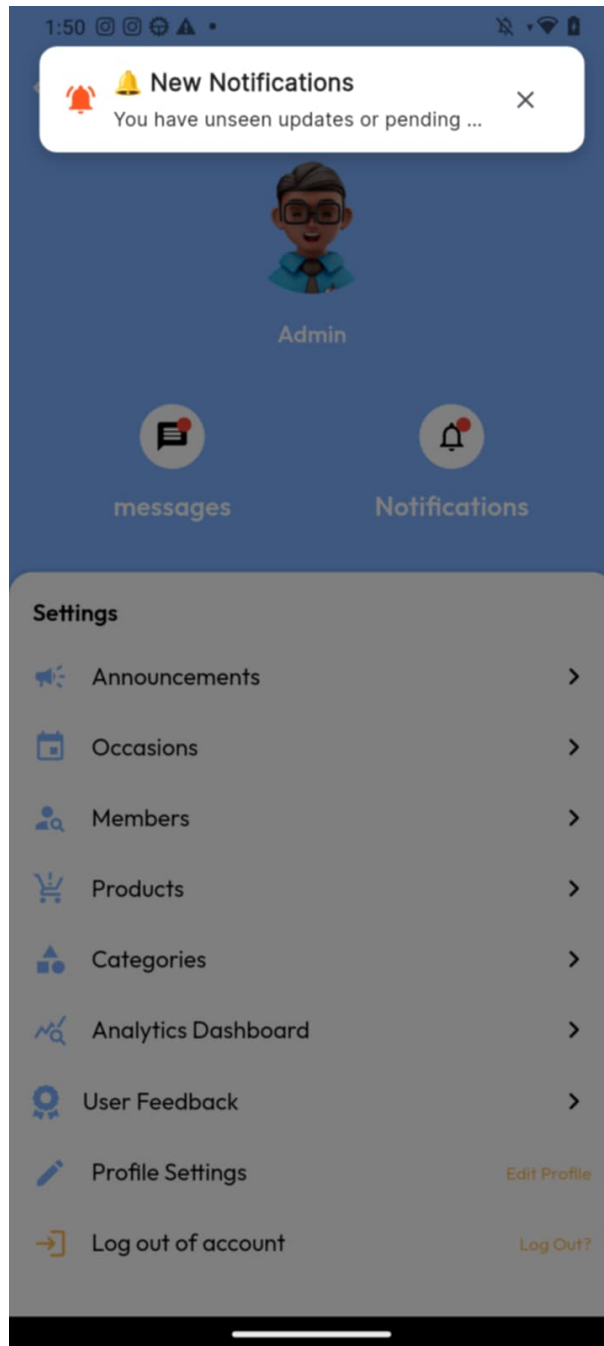 1:50
🔔 New Notifications
You have unseen updates or pending ...
Admin
messages
Notifications
Settings
Announcements
Occasions
Members
Products
Categories
Analytics Dashboard
User Feedback
Profile Settings
Edit Profile
Log out of account
Log Out?